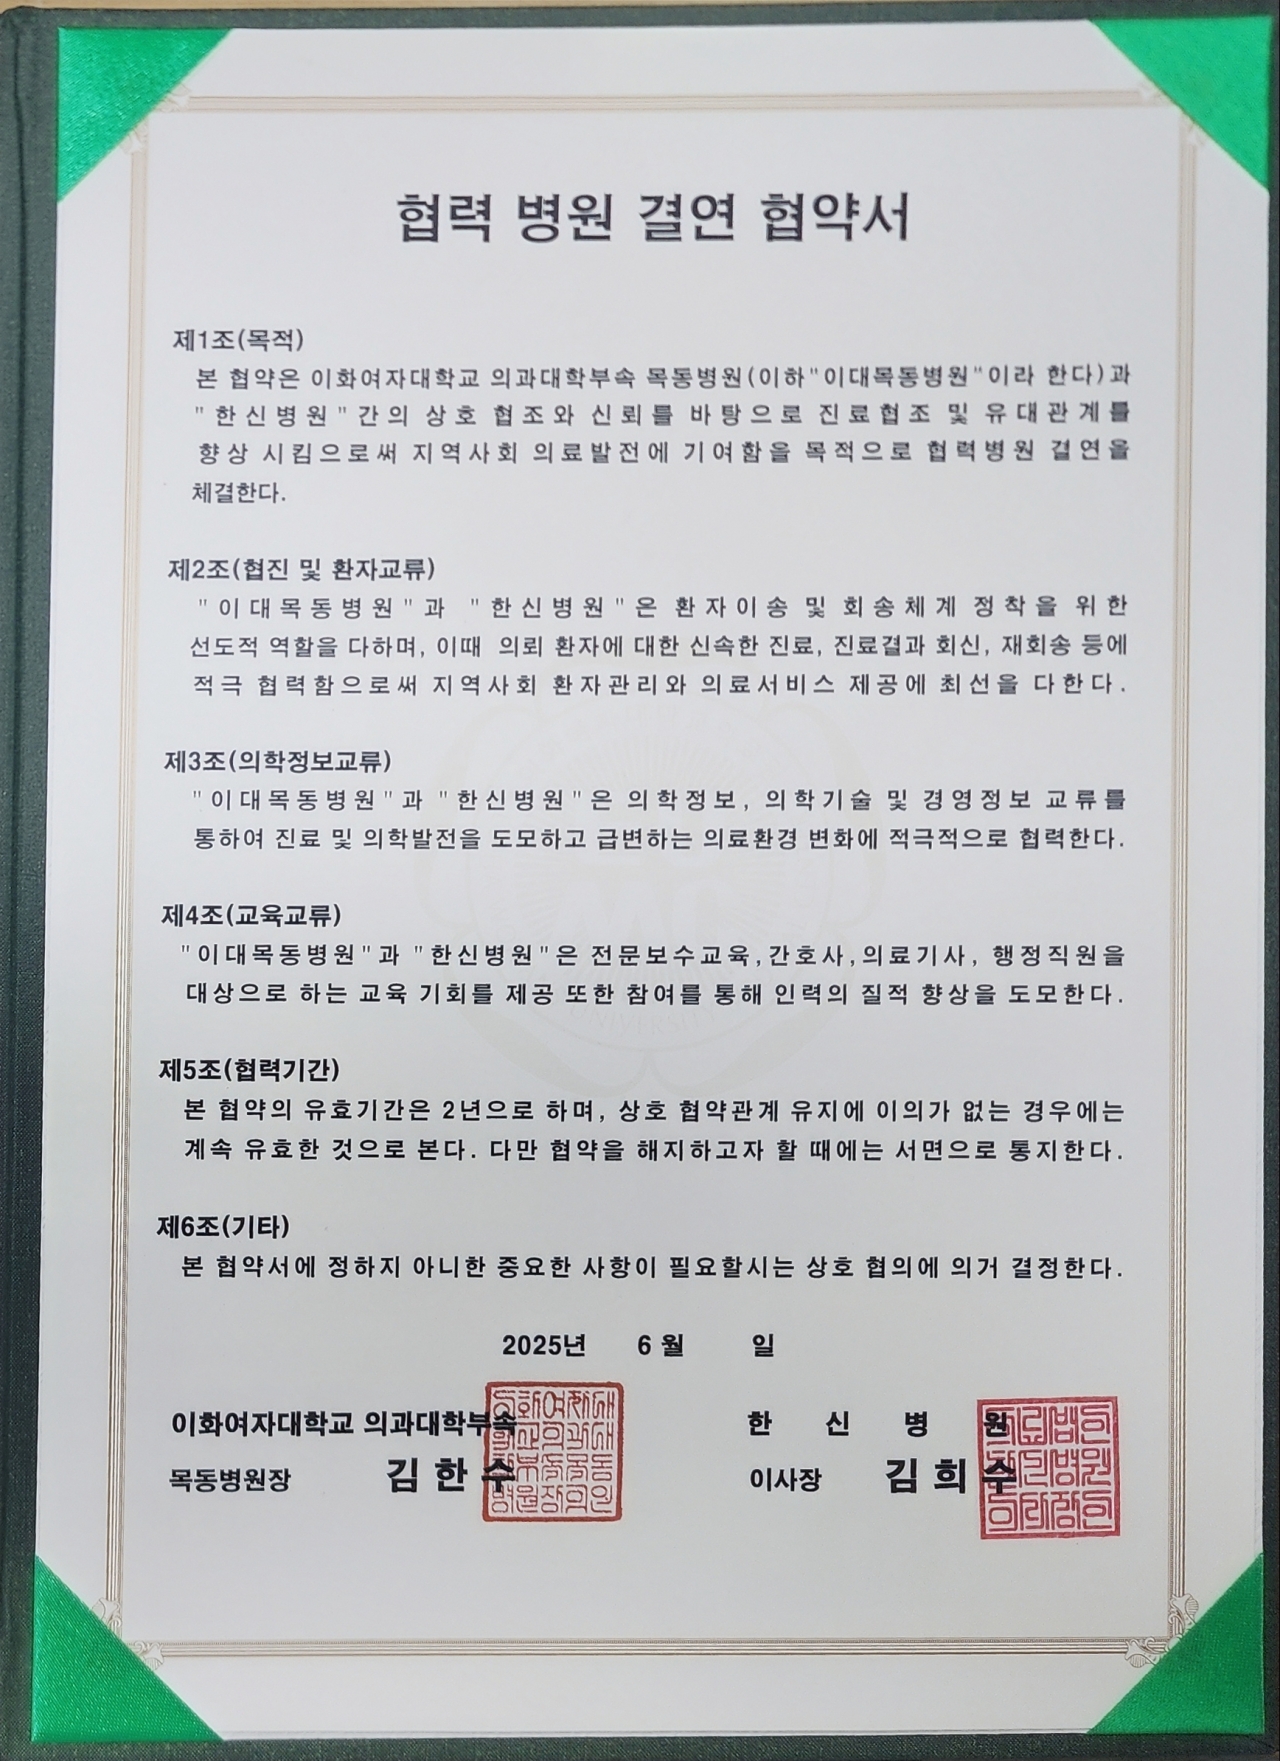 협력 병원 결연 협약서
제1조(목적)
본 협약은 이화여자대학교 의과대학부속 목동병원(이하"이대목동병원"이라 한다)과
"한신병원"간의 상호 협조와 신뢰를 바탕으로 진료협조 및 유대관계를
향상 시킴으로써 지역사회 의료발전에 기여함을 목적으로 협력병원 결연을
체결한다.
제2조(협진 및 환자교류)
"이대목동병원"과 "한신병원"은 환자이송 및 회송체계 정착을 위한
선도적 역할을 다하며, 이때 의뢰 환자에 대한 신속한 진료, 진료결과 회신, 재회송 등에
적극 협력함으로써 지역사회 환자관리와 의료서비스 제공에 최선을 다한다.
제3조(의학정보교류)
"이대목동병원"과 "한신병원"은 의학정보, 의학기술 및 경영정보 교류를
통하여 진료 및 의학발전을 도모하고 급변하는 의료환경 변화에 적극적으로 협력한다.
제4조(교육교류)
"이대목동병원"과 "한신병원"은 전문보수교육,간호사,의료기사, 행정직원을
대상으로 하는 교육 기회를 제공 또한 참여를 통해 인력의 질적 향상을 도모한다.
제5조(협력기간)
본 협약의 유효기간은 2년으로 하며, 상호 협약관계 유지에 이의가 없는 경우에는
계속 유효한 것으로 본다. 다만 협약을 해지하고자 할 때에는 서면으로 통지한다.
제6조(기타)
본 협약서에 정하지 아니한 중요한 사항이 필요할시는 상호 협의에 의거 결정한다.
2025년 6월 일
이화여자대학교 의과대학부속
목동병원장 김한수
한신병원
이사장 김희수